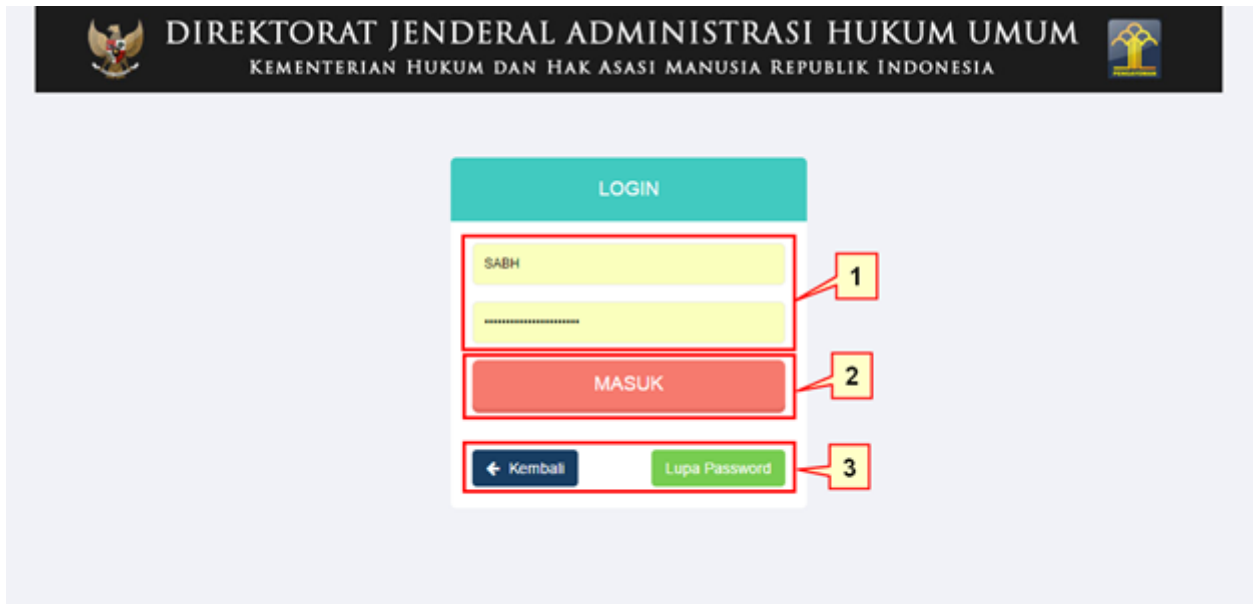 DIREKTORAT JENDERAL ADMINISTRASI HUKUM UMUM
KEMENTERIAN HUKUM DAN HAK ASASI MANUSIA REPUBLIK INDONESIA
PENGAYOMAN
LOGIN
SABH
1
MASUK
2
Kembali
Lupa Password
3